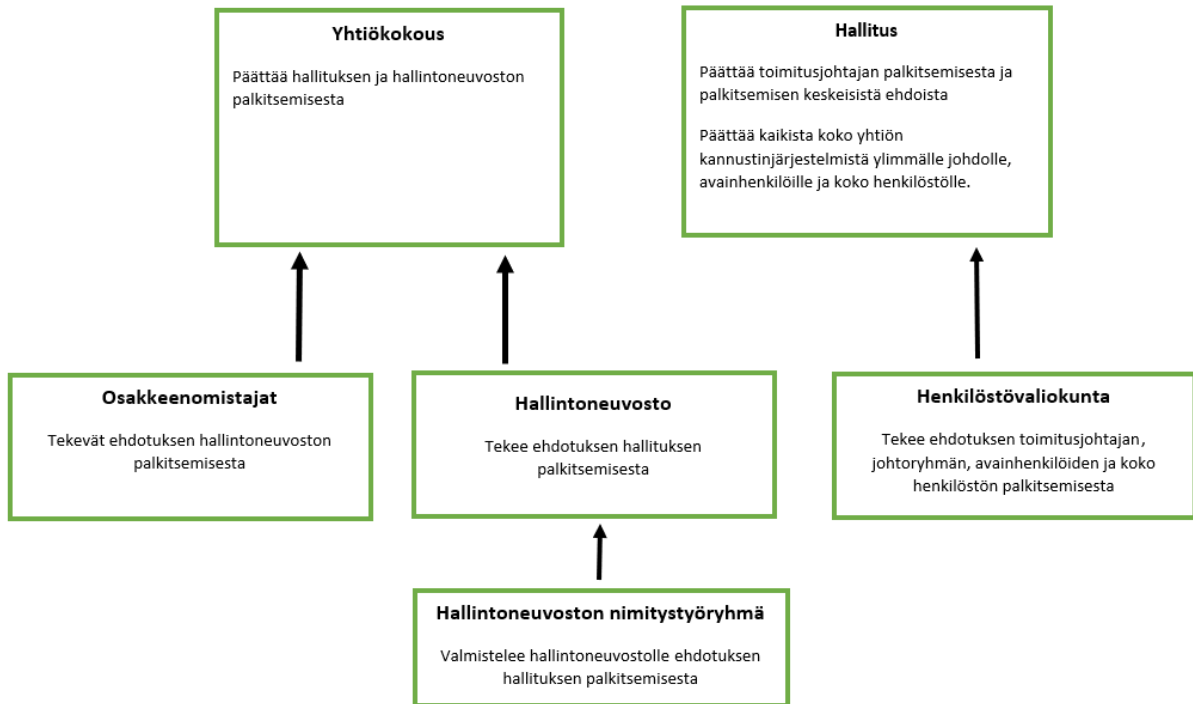 Yhtiökokous
Päättää hallituksen ja hallintoneuvoston
palkitsemisesta
Hallitus
Päättää toimitusjohtajan palkitsemisesta ja
palkitsemisen keskeisistä ehdoista
Päättää kaikista koko yhtiön
kannustinjärjestelmistä ylimmälle johdolle,
avainhenkilöille ja koko henkilöstölle.
Osakkeenomistajat
Tekevät ehdotuksen hallintoneuvoston
palkitsemisesta
Hallintoneuvosto
Tekee ehdotuksen hallituksen
palkitsemisesta
Henkilöstövaliokunta
Tekee ehdotuksen toimitusjohtajan,
johtoryhmän, avainhenkilöiden ja koko
henkilöstön palkitsemisesta
Hallintoneuvoston nimitystyöryhmä
Valmistelee hallintoneuvostolle ehdotuksen
hallituksen palkitsemisesta